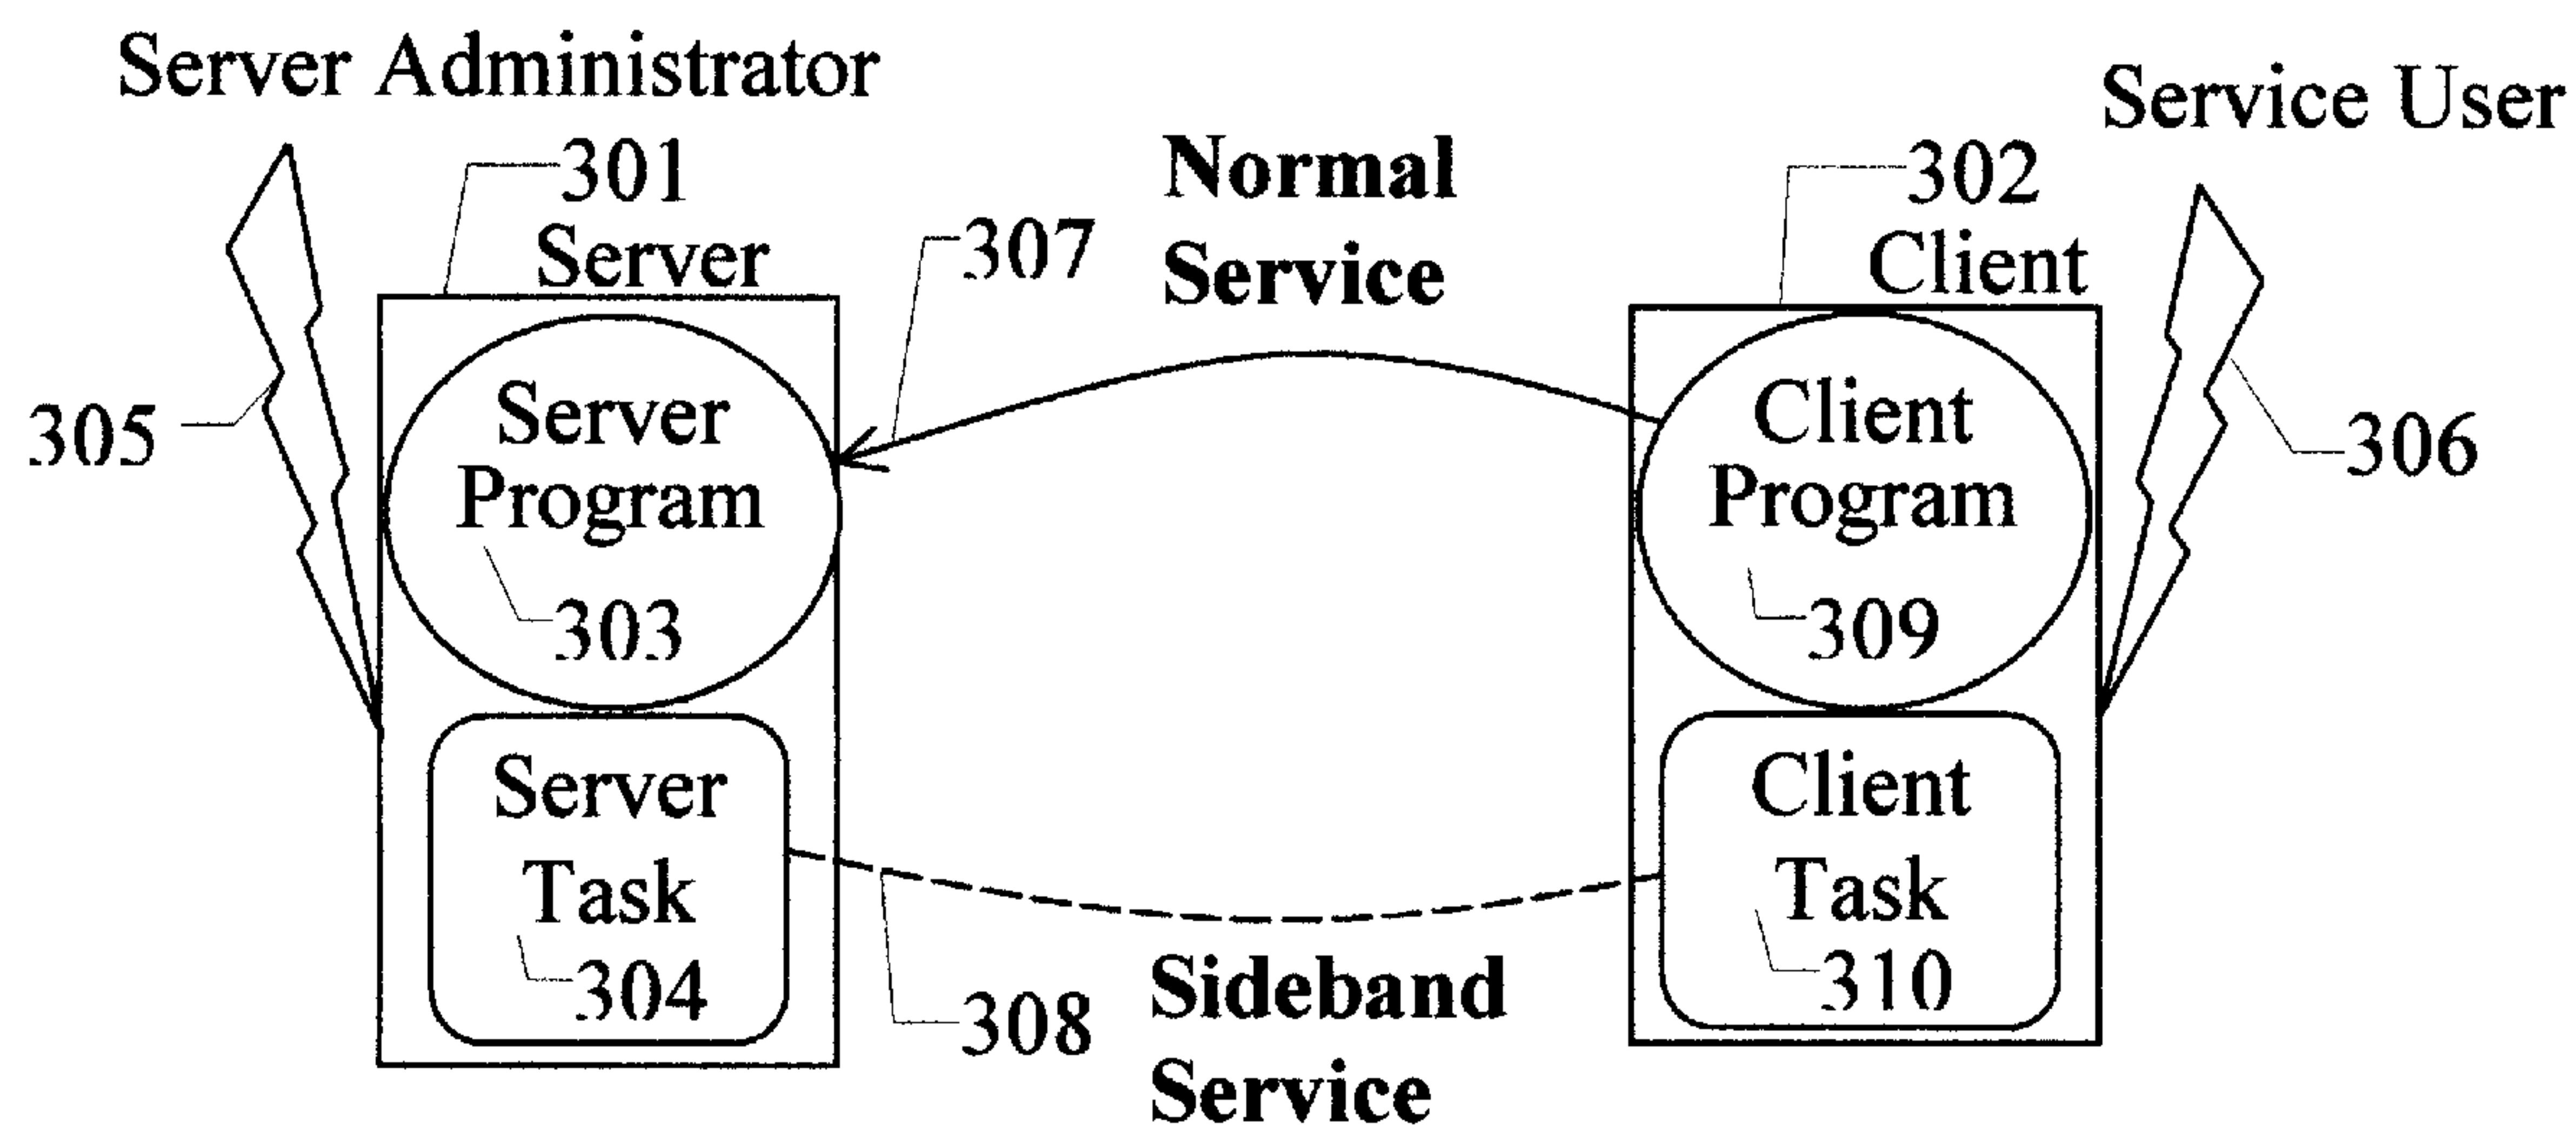 Server Administrator
Service User
301
Server
Normal
Service
302
Client
307
305
306
Server
Program
303
Client
Program
309
Server
Task
304
Client
Task
310
308
Sideband
Service